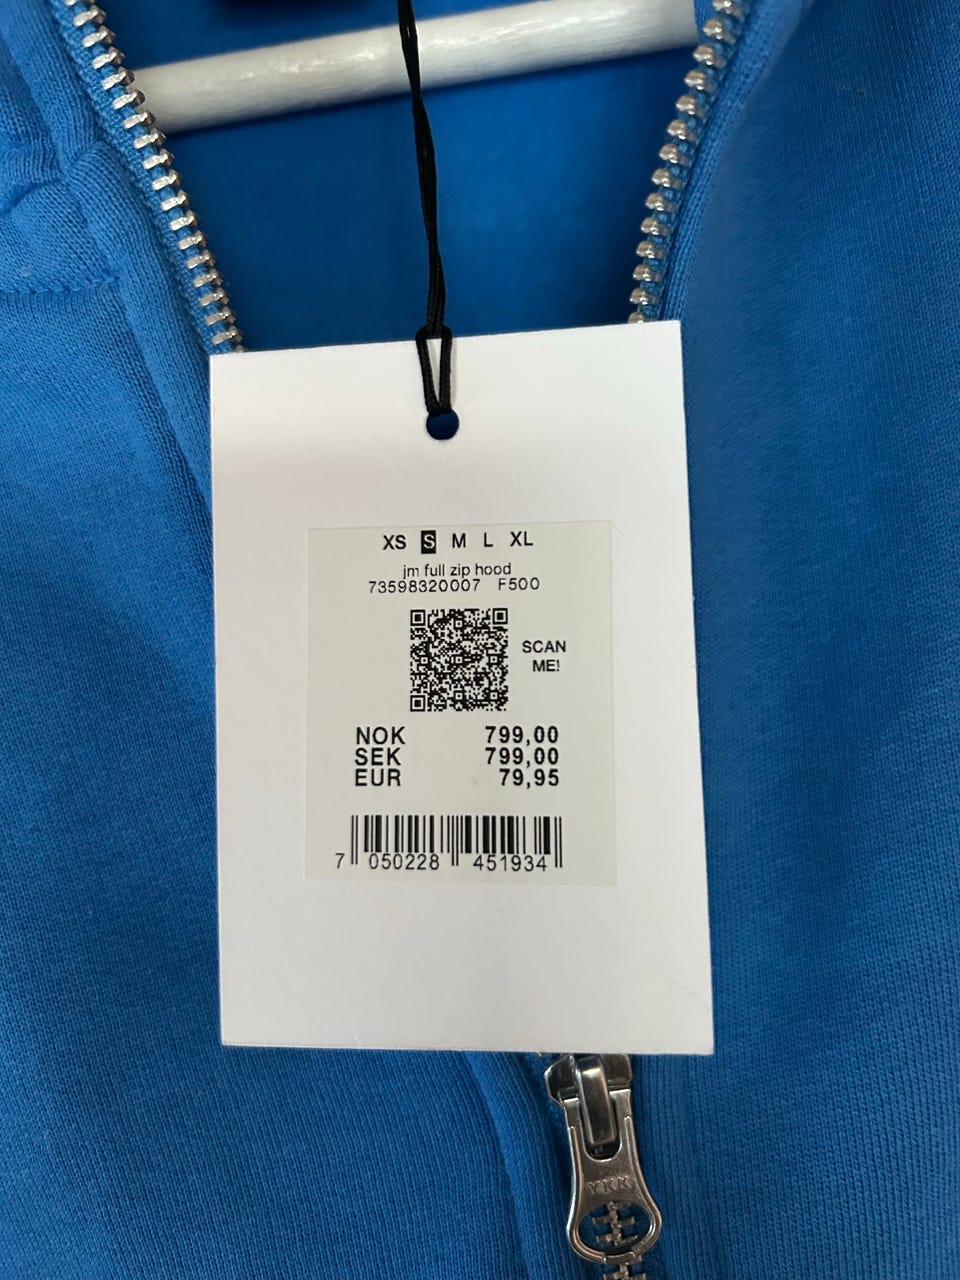 XS S M L XL
jm full zip hood
73598320007 F500
SCAN
ME!
NOK 799,00
SEK 799,00
EUR 79,95
7 050228 451934
YKK